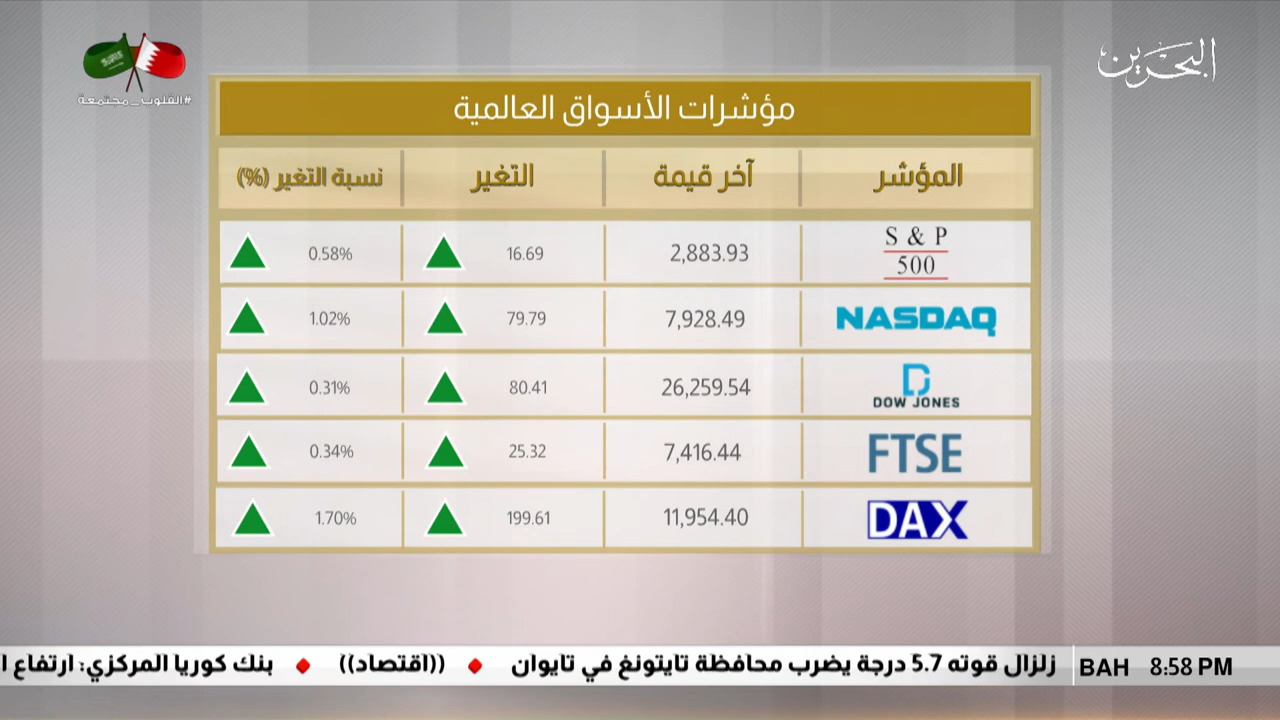 البحرين
#القلوب_مجتمعة
مؤشرات الأسواق العالمية
المؤشر آخر قيمة التغير نسبة التغير (%)
S & P 500 2,883.93 16.69 0.58%
NASDAQ 7,928.49 79.79 1.02%
DOW JONES 26,259.54 80.41 0.31%
FTSE 7,416.44 25.32 0.34%
DAX 11,954.40 199.61 1.70%
BAH 8:58 PM
زلزال قوته 5.7 درجة يضرب محافظة تايتونغ في تايوان ((اقتصاد)) بنك كوريا المركزي: ارتفاع ا